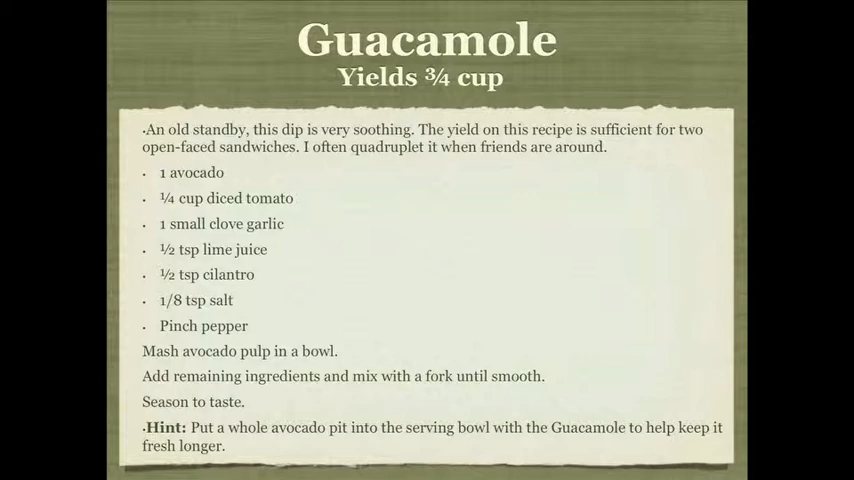 Guacamole
Yields ¾ cup
•An old standby, this dip is very soothing. The yield on this recipe is sufficient for two
open-faced sandwiches. I often quadruplet it when friends are around.
• 1 avocado
• ¼ cup diced tomato
• 1 small clove garlic
• ½ tsp lime juice
• ½ tsp cilantro
• 1/8 tsp salt
• Pinch pepper
Mash avocado pulp in a bowl.
Add remaining ingredients and mix with a fork until smooth.
Season to taste.
•Hint: Put a whole avocado pit into the serving bowl with the Guacamole to help keep it
fresh longer.